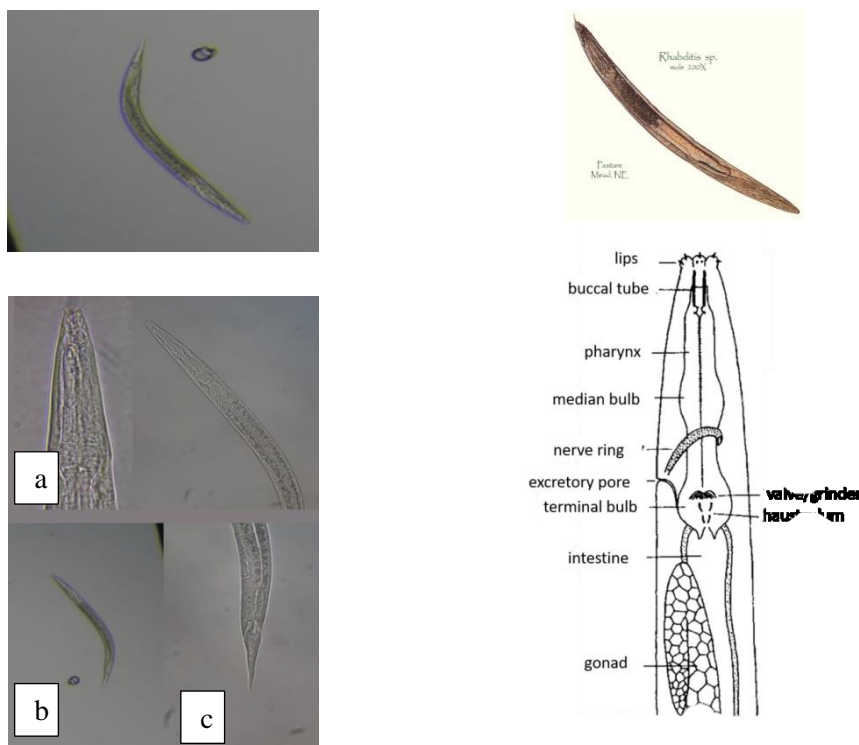 Rhabditis sp.
male 200X
Pasture
Mead, NE
lips
buccal tube
pharynx
median bulb
nerve ring
excretory pore
terminal bulb
intestine
gonad
a
b
c